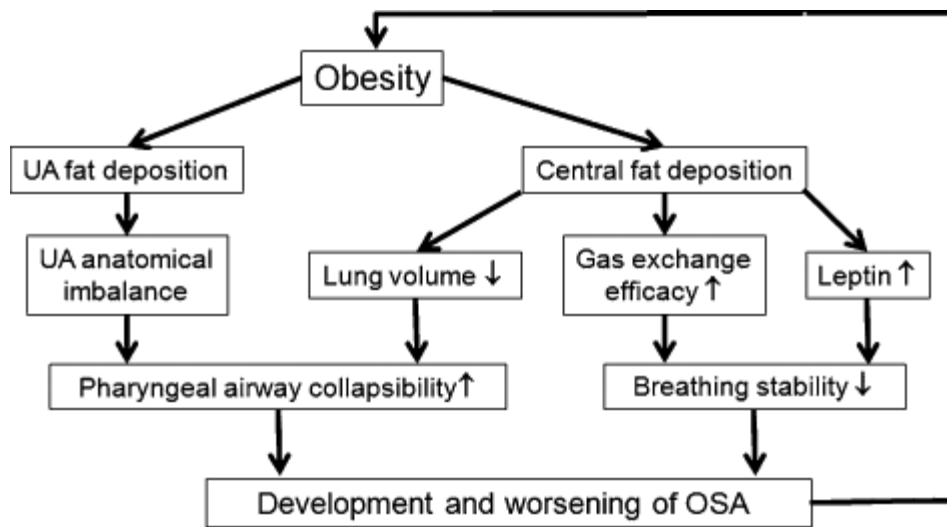 Obesity
UA fat deposition
Central fat deposition
UA anatomical
imbalance
Lung volume ↓
Gas exchange
efficacy ↑
Leptin ↑
Pharyngeal airway collapsibility ↑
Breathing stability ↓
Development and worsening of OSA